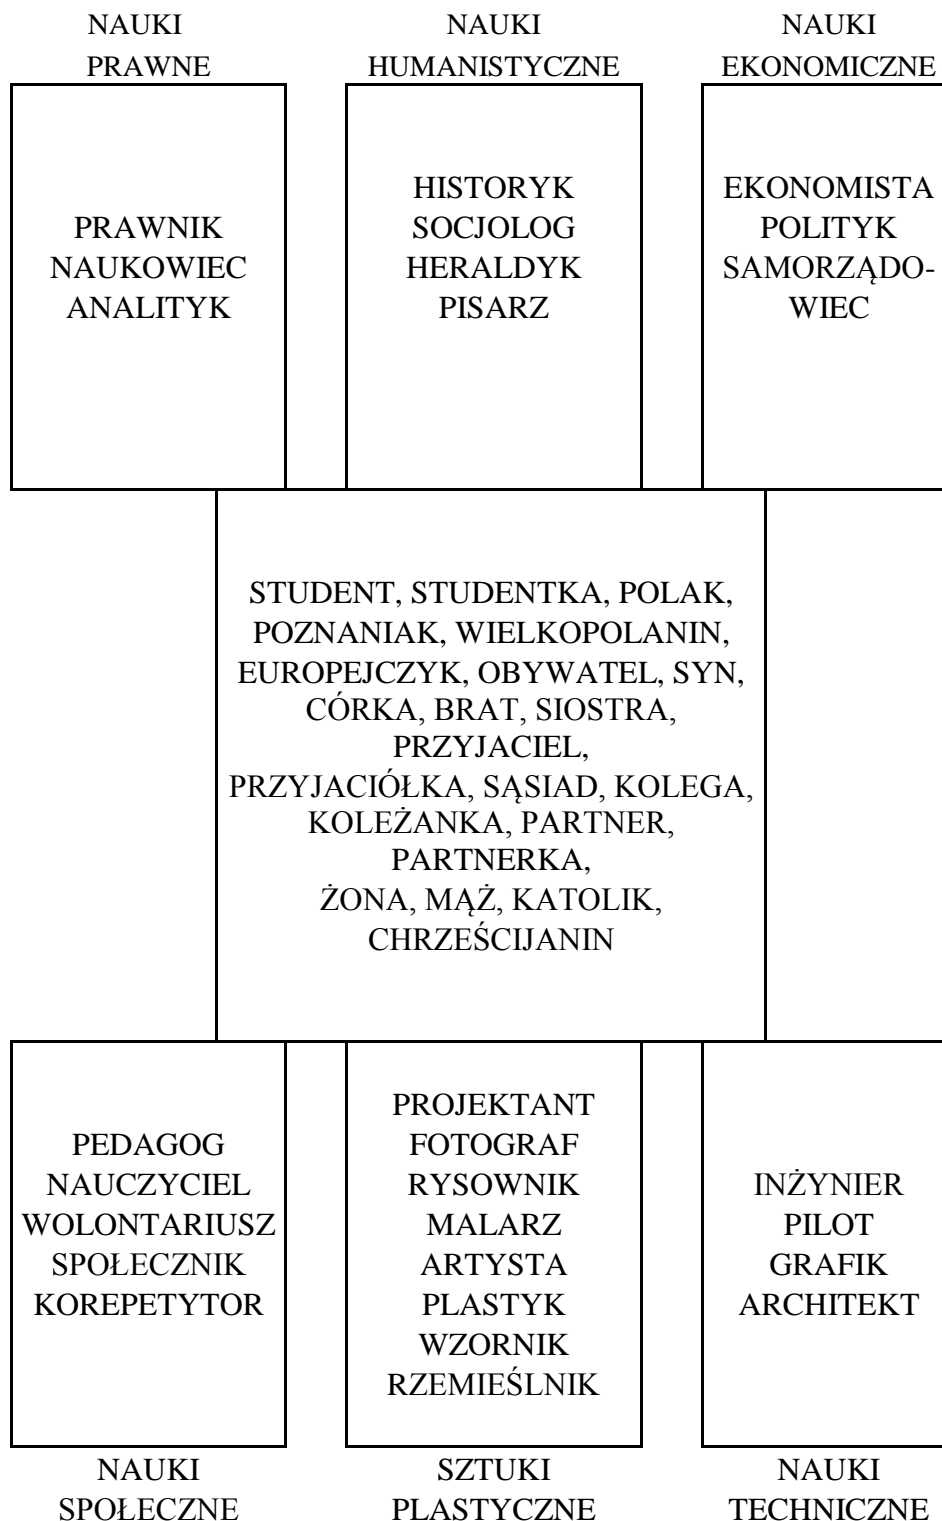 NAUKI
PRAWNE
NAUKI
HUMANISTYCZNE
NAUKI
EKONOMICZNE
PRAWNIK
NAUKOWIEC
ANALITYK
HISTORYK
SOCJOLOG
HERALDYK
PISARZ
EKONOMISTA
POLITYK
SAMORZĄDO-
WIEC
STUDENT, STUDENTKA, POLAK,
POZNANIAK, WIELKOPOLANIN,
EUROPEJCZYK, OBYWATEL, SYN,
CÓRKA, BRAT, SIOSTRA,
PRZYJACIEL,
PRZYJACIÓŁKA, SĄSIAD, KOLEGA,
KOLEŻANKA, PARTNER,
PARTNERKA,
ŻONA, MĄŻ, KATOLIK,
CHRZEŚCIJANIN
PEDAGOG
NAUCZYCIEL
WOLONTARIUSZ
SPOŁECZNIK
KOREPETYTOR
PROJEKTANT
FOTOGRAF
RYSOWNIK
MALARZ
ARTYSTA
PLASTYK
WZORNIK
RZEMIEŚLNIK
INŻYNIER
PILOT
GRAFIK
ARCHITEKT
NAUKI
SPOŁECZNE
SZTUKI
PLASTYCZNE
NAUKI
TECHNICZNE